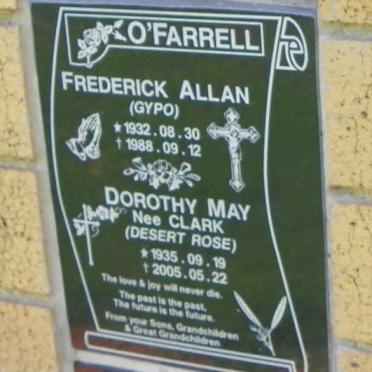 O'FARRELL
FREDERICK ALLAN
(GYPO)
★1932.08.30
†1988.09.12
DOROTHY MAY
Nee CLARK
(DESERT ROSE)
★1935.09.19
†2005.05.22
The love & joy will never die.
The past is the past,
The future is the future.
From your Sons, Grandchildren
& Great Grandchildren